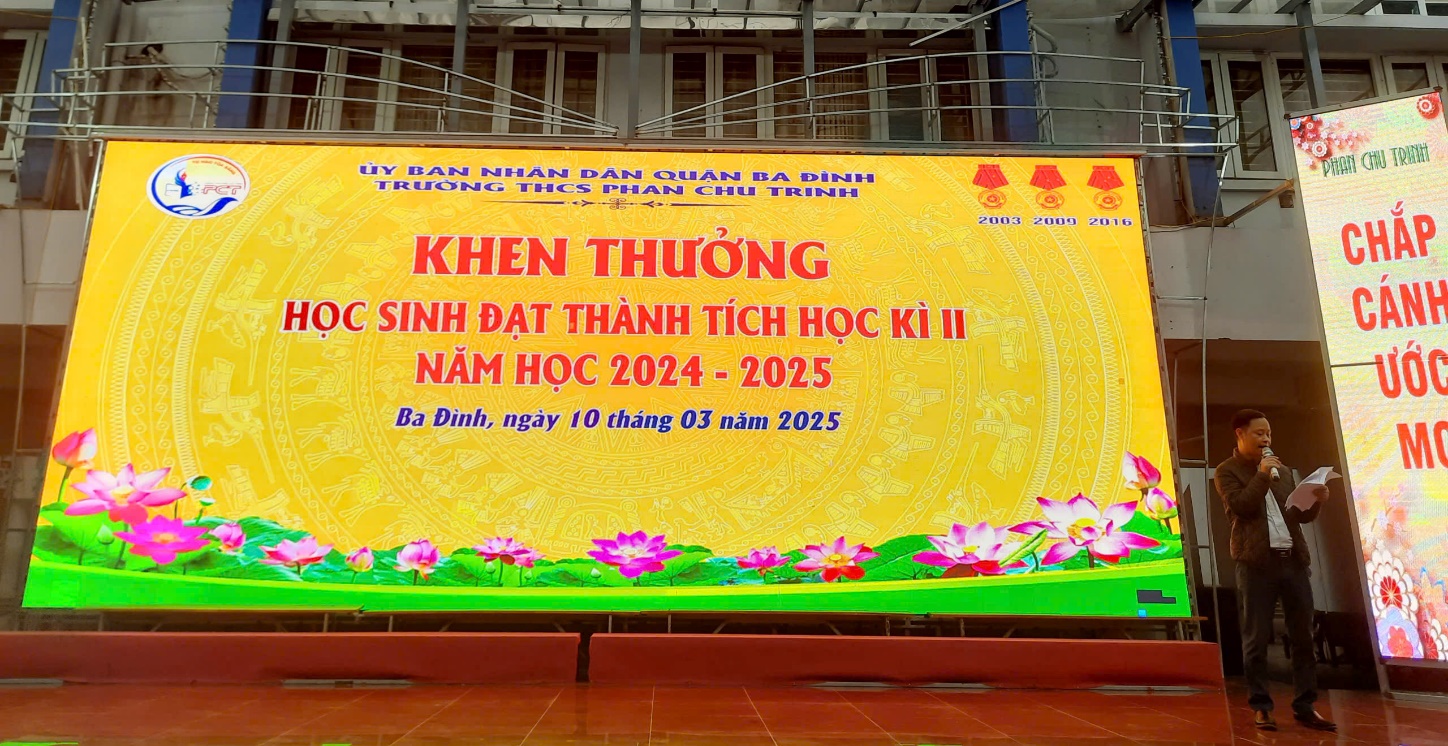 ỦY BAN NHÂN DÂN QUẬN BA ĐÌNH
TRƯỜNG THCS PHAN CHU TRINH
PCT
2003 2009 2016
KHEN THƯỞNG
HỌC SINH ĐẠT THÀNH TÍCH HỌC KÌ II
NĂM HỌC 2024 - 2025
Ba Đình, ngày 10 tháng 03 năm 2025
PHAN CHU TRINH
CHẮP
CÁNH
ƯỚC
MƠ